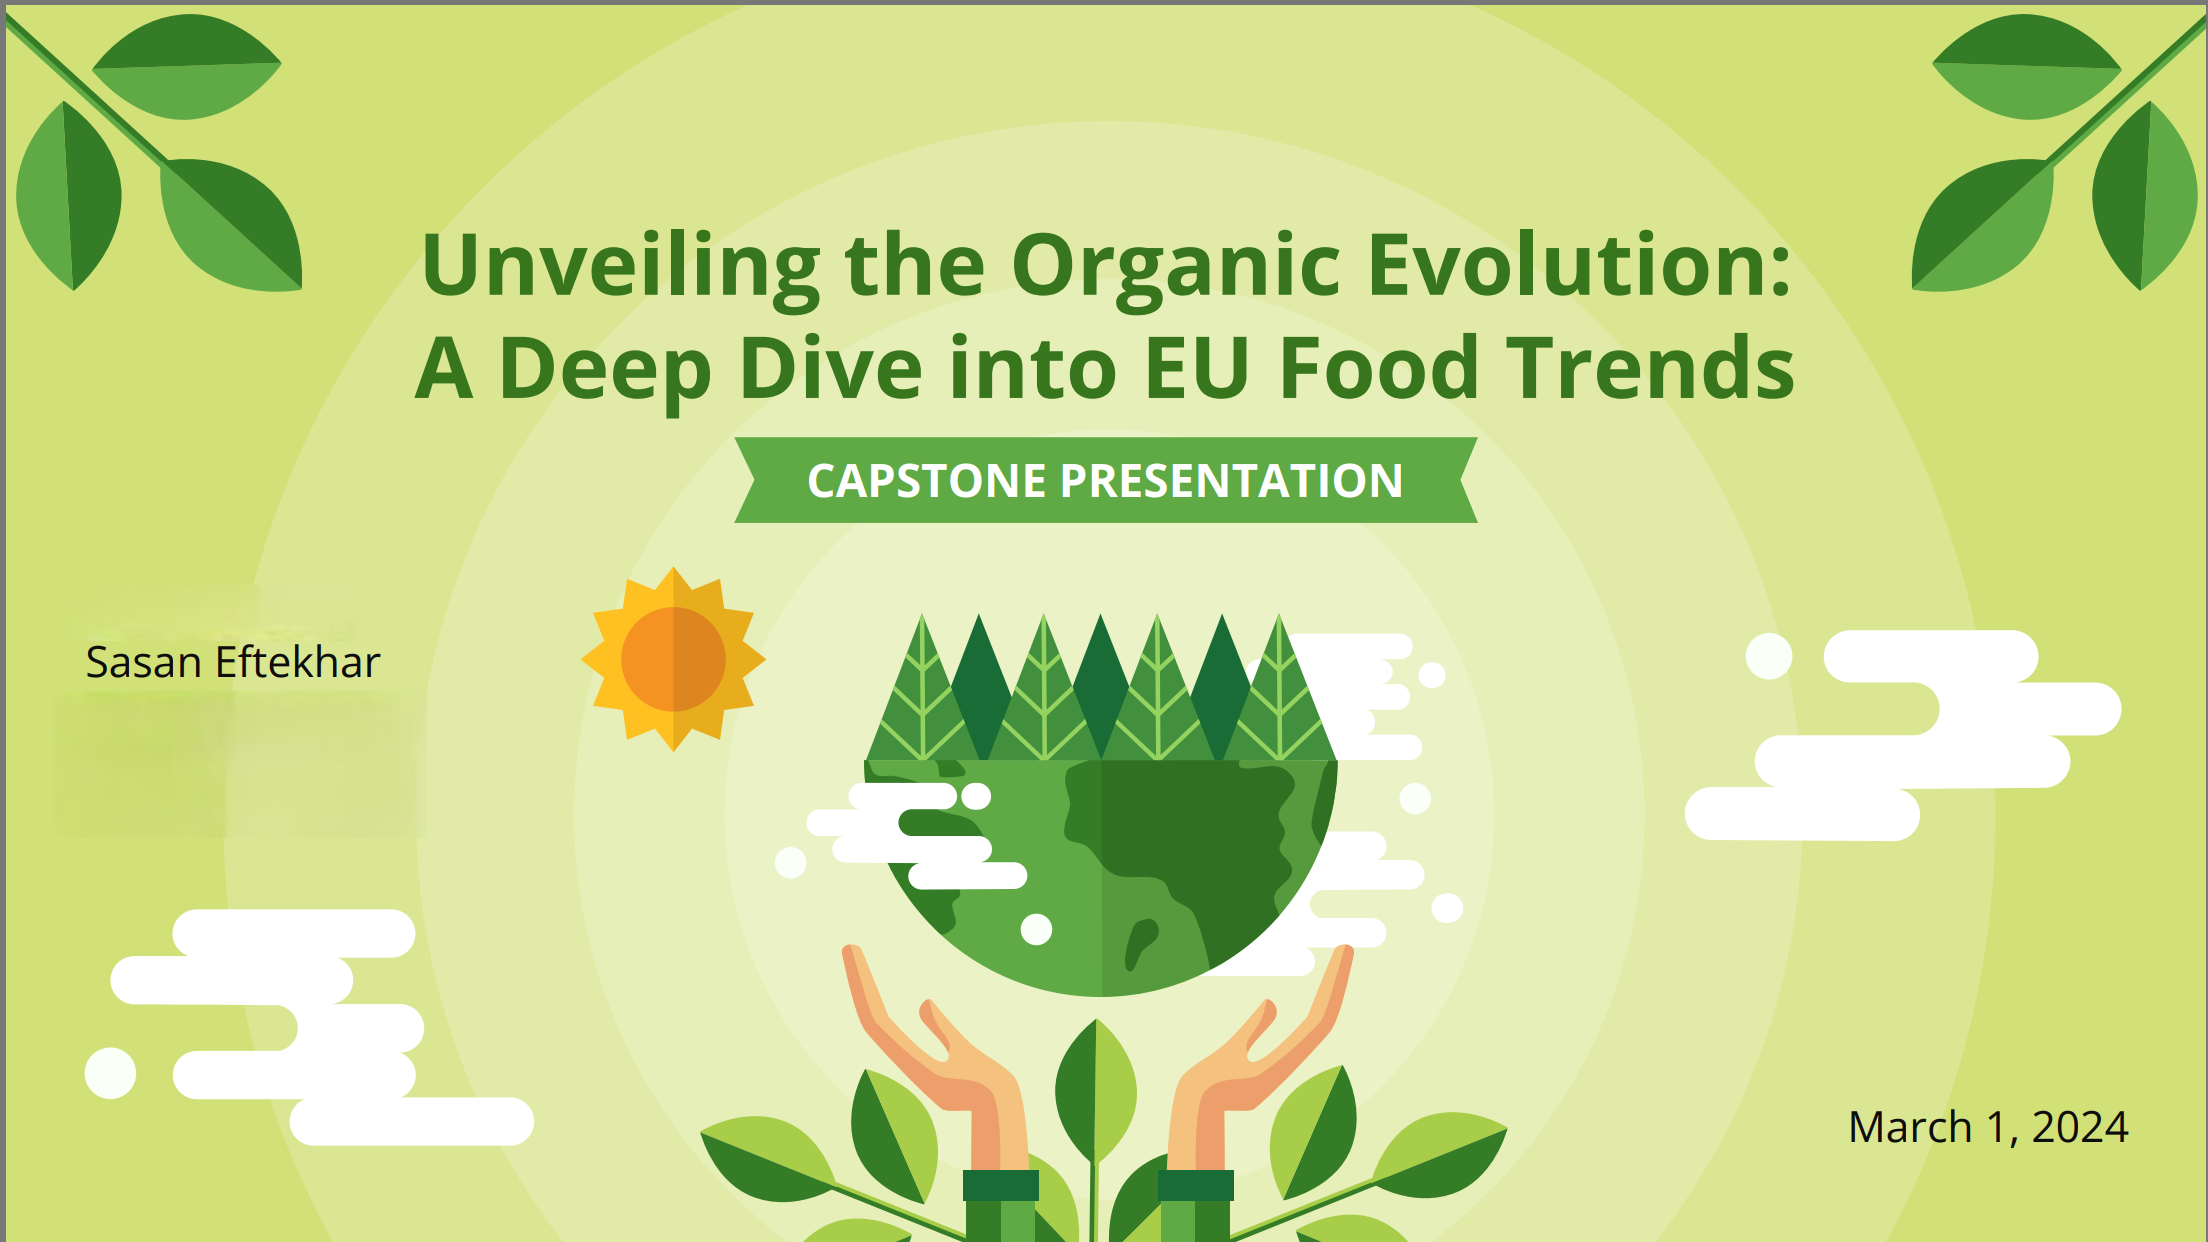 Unveiling the Organic Evolution:
A Deep Dive into EU Food Trends
CAPSTONE PRESENTATION
Sasan Eftekhar
March 1, 2024